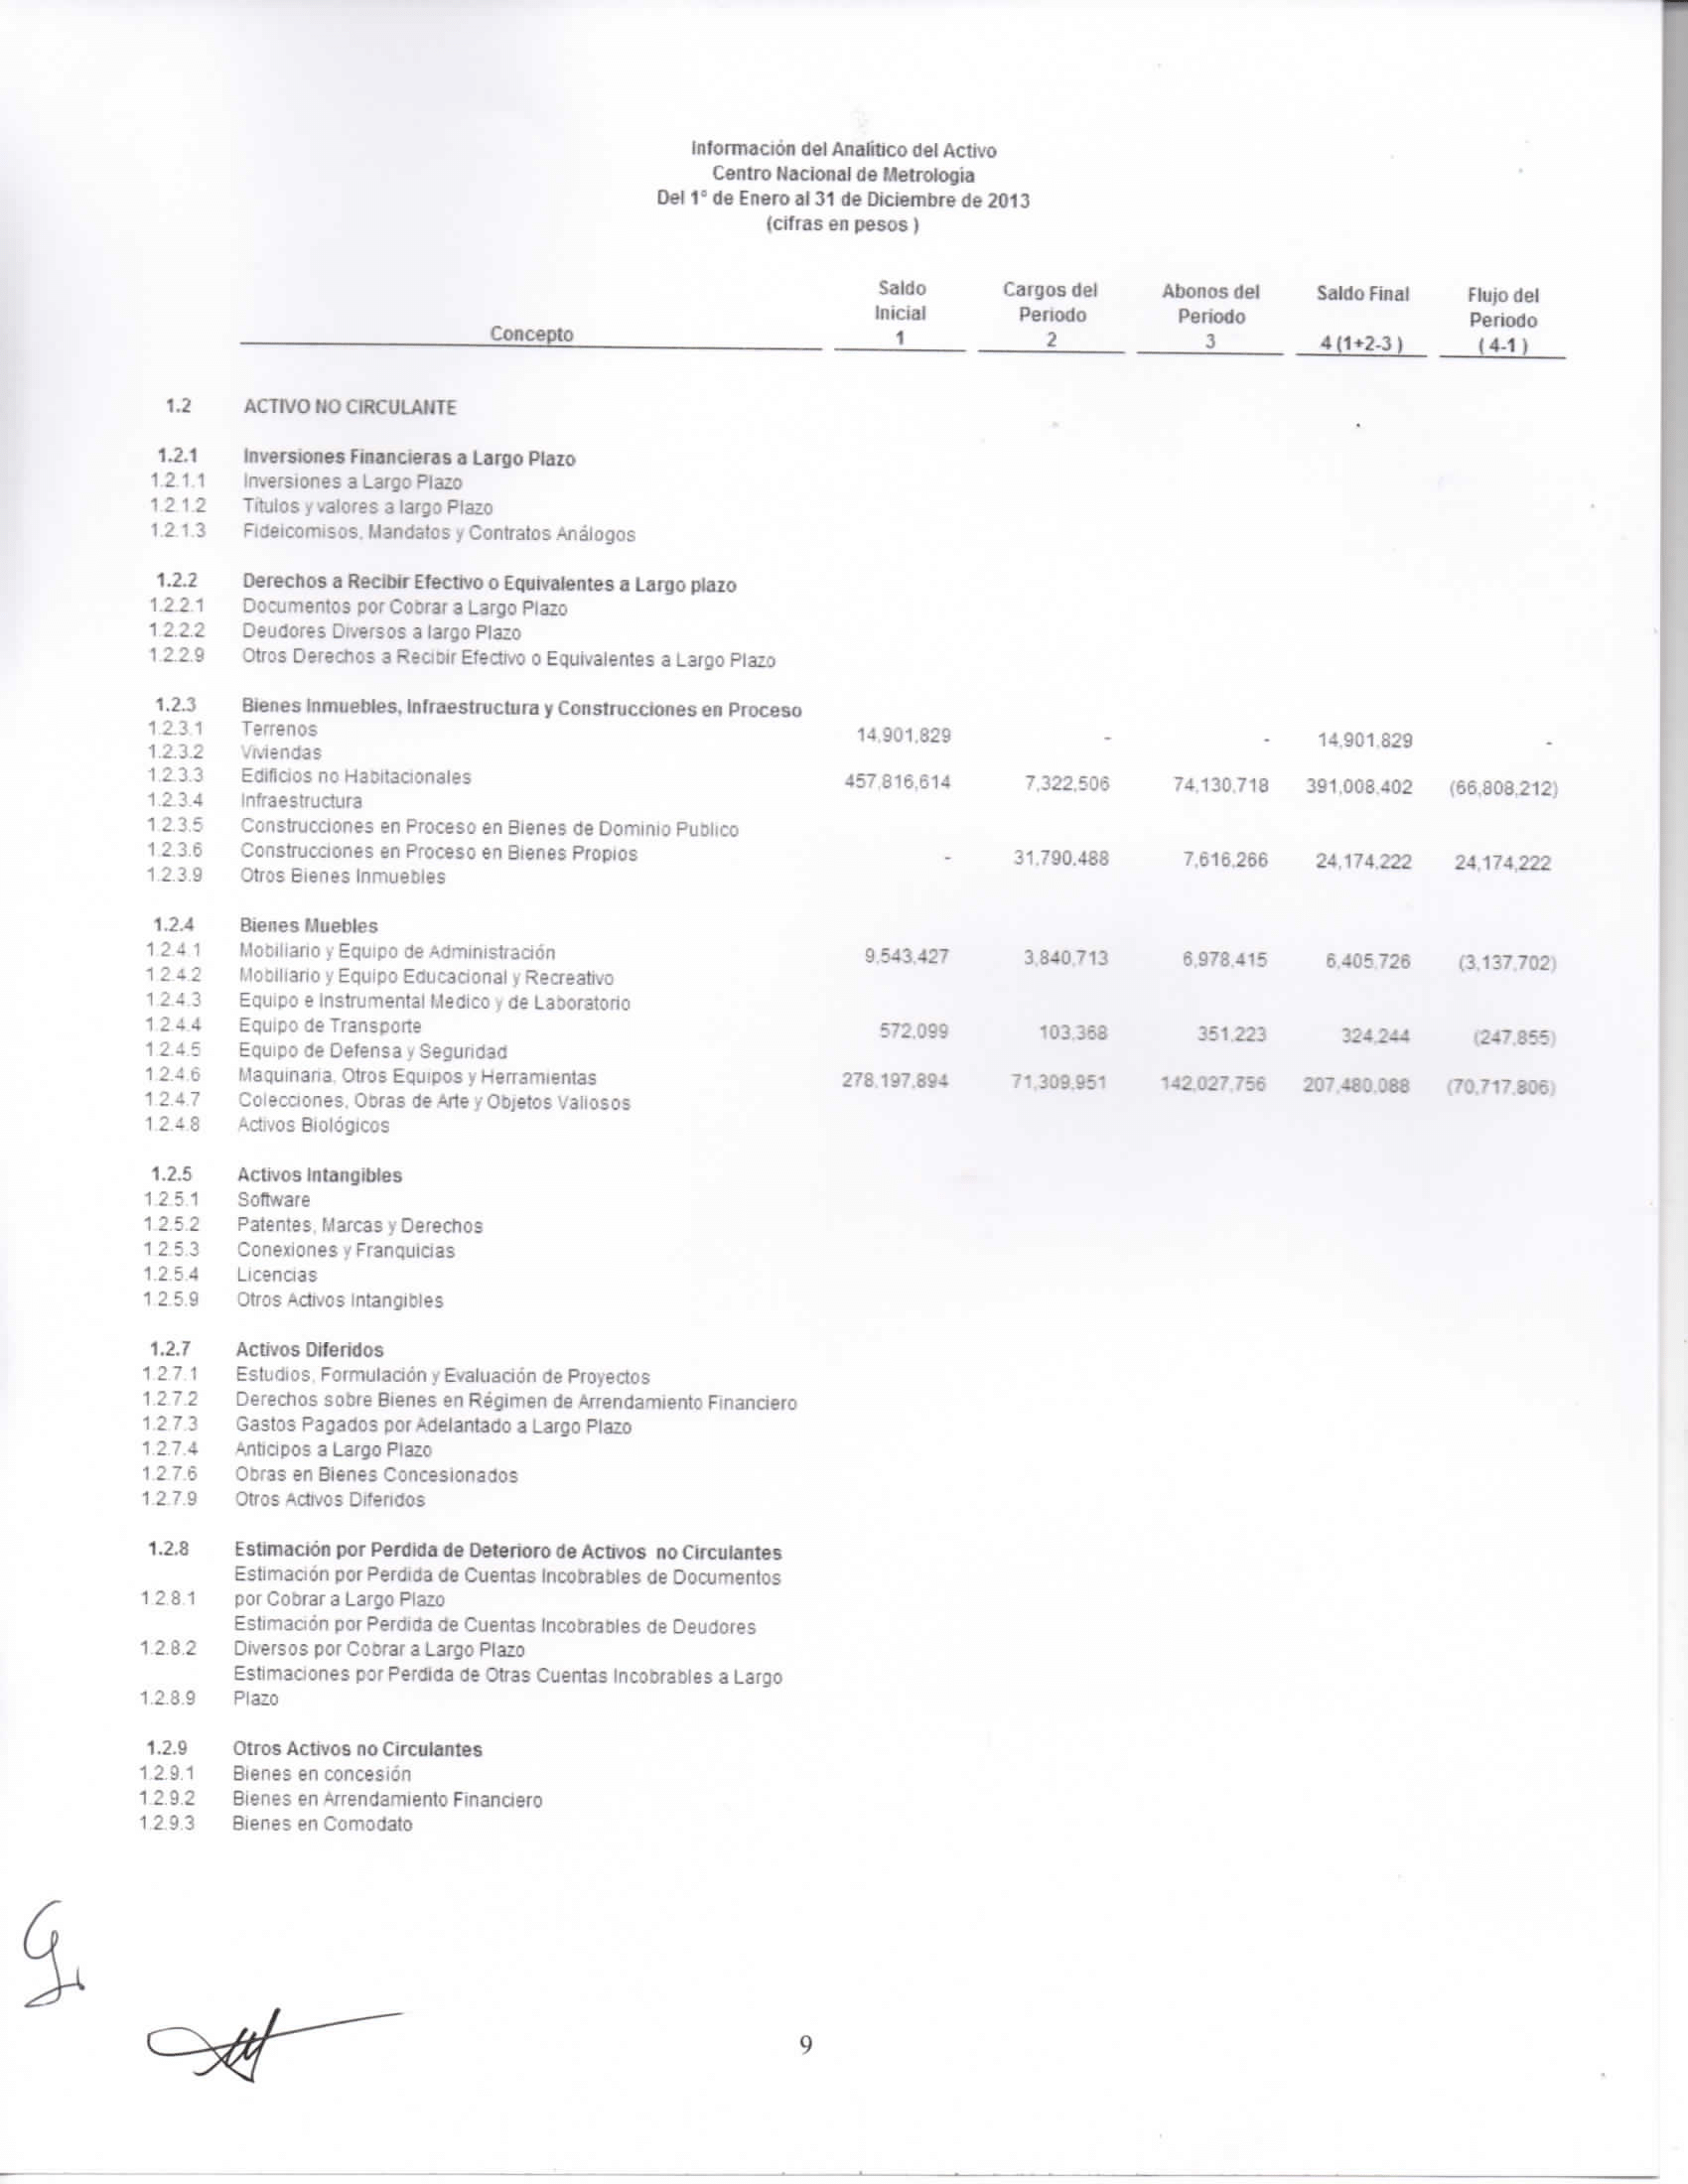 Información del Analítico del Activo
Centro Nacional de Metrología
Del 1° de Enero al 31 de Diciembre de 2013
(cifras en pesos )
Concepto Saldo Inicial 1 Cargos del Periodo 2 Abonos del Periodo 3 Saldo Final 4 (1+2-3 ) Flujo del Periodo ( 4-1 )
1.2 ACTIVO NO CIRCULANTE
1.2.1 Inversiones Financieras a Largo Plazo
1.2.1.1 Inversiones a Largo Plazo
1.2.1.2 Títulos y valores a largo Plazo
1.2.1.3 Fideicomisos, Mandatos y Contratos Análogos
1.2.2 Derechos a Recibir Efectivo o Equivalentes a Largo plazo
1.2.2.1 Documentos por Cobrar a Largo Plazo
1.2.2.2 Deudores Diversos a largo Plazo
1.2.2.9 Otros Derechos a Recibir Efectivo o Equivalentes a Largo Plazo
1.2.3 Bienes Inmuebles, Infraestructura y Construcciones en Proceso
1.2.3.1 Terrenos 14,901,829 - - 14,901,829 -
1.2.3.2 Viviendas
1.2.3.3 Edificios no Habitacionales 457,816,614 7,322,506 74,130,718 391,008,402 (66,808,212)
1.2.3.4 Infraestructura
1.2.3.5 Construcciones en Proceso en Bienes de Dominio Publico
1.2.3.6 Construcciones en Proceso en Bienes Propios - 31,790,488 7,616,266 24,174,222 24,174,222
1.2.3.9 Otros Bienes Inmuebles
1.2.4 Bienes Muebles
1.2.4.1 Mobiliario y Equipo de Administración 9,543,427 3,840,713 6,978,415 6,405,726 (3,137,702)
1.2.4.2 Mobiliario y Equipo Educacional y Recreativo
1.2.4.3 Equipo e Instrumental Medico y de Laboratorio
1.2.4.4 Equipo de Transporte 572,099 103,368 351,223 324,244 (247,855)
1.2.4.5 Equipo de Defensa y Seguridad
1.2.4.6 Maquinaria, Otros Equipos y Herramientas 278,197,894 71,309,951 142,027,756 207,480,088 (70,717,806)
1.2.4.7 Colecciones, Obras de Arte y Objetos Valiosos
1.2.4.8 Activos Biológicos
1.2.5 Activos Intangibles
1.2.5.1 Software
1.2.5.2 Patentes, Marcas y Derechos
1.2.5.3 Conexiones y Franquicias
1.2.5.4 Licencias
1.2.5.9 Otros Activos Intangibles
1.2.7 Activos Diferidos
1.2.7.1 Estudios, Formulación y Evaluación de Proyectos
1.2.7.2 Derechos sobre Bienes en Régimen de Arrendamiento Financiero
1.2.7.3 Gastos Pagados por Adelantado a Largo Plazo
1.2.7.4 Anticipos a Largo Plazo
1.2.7.6 Obras en Bienes Concesionados
1.2.7.9 Otros Activos Diferidos
1.2.8 Estimación por Perdida de Deterioro de Activos no Circulantes
Estimación por Perdida de Cuentas Incobrables de Documentos
1.2.8.1 por Cobrar a Largo Plazo
Estimación por Perdida de Cuentas Incobrables de Deudores
1.2.8.2 Diversos por Cobrar a Largo Plazo
Estimaciones por Perdida de Otras Cuentas Incobrables a Largo
1.2.8.9 Plazo
1.2.9 Otros Activos no Circulantes
1.2.9.1 Bienes en concesión
1.2.9.2 Bienes en Arrendamiento Financiero
1.2.9.3 Bienes en Comodato
9